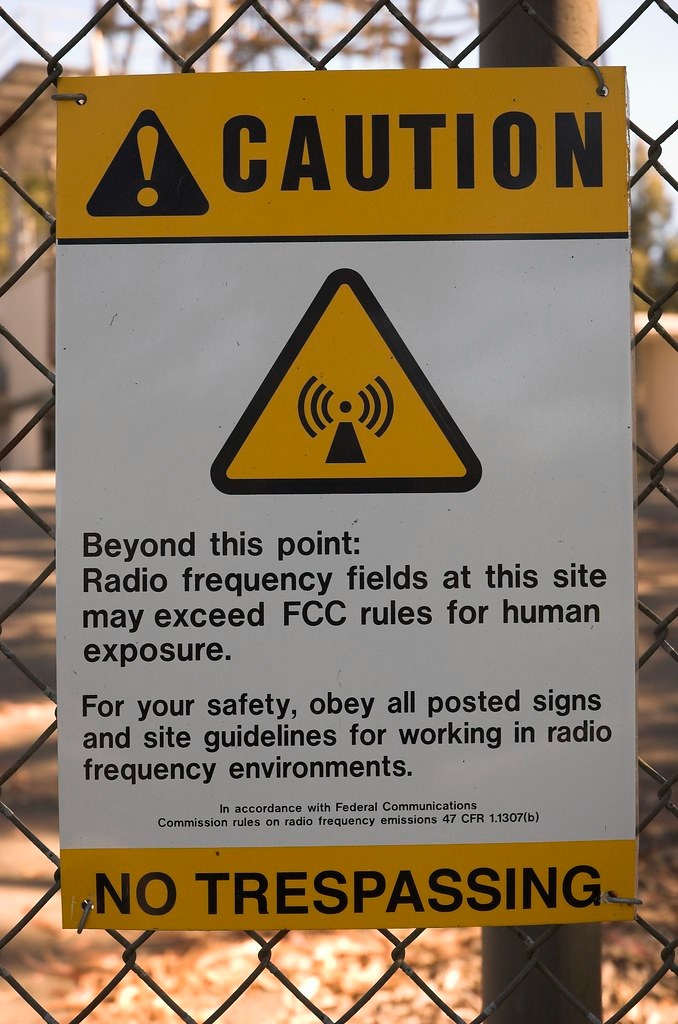 CAUTION
Beyond this point:
Radio frequency fields at this site
may exceed FCC rules for human
exposure.
For your safety, obey all posted signs
and site guidelines for working in radio
frequency environments.
In accordance with Federal Communications
Commission rules on radio frequency emissions 47 CFR 1.1307(b)
NO TRESPASSING